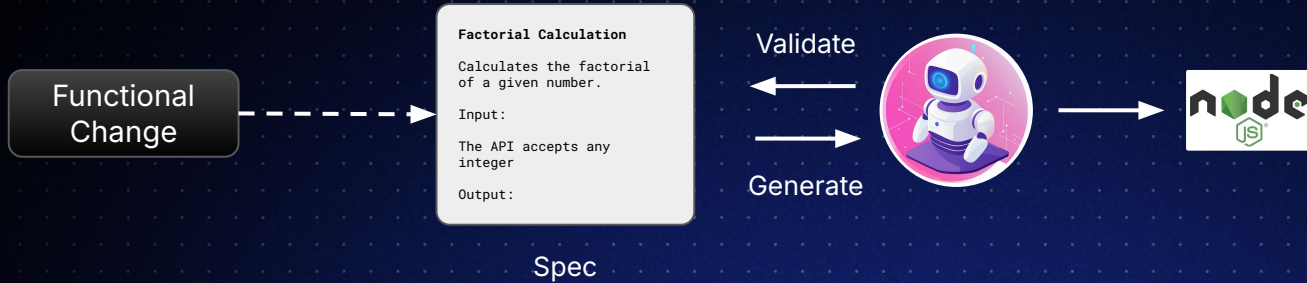 Functional
Change
Factorial Calculation
Calculates the factorial
of a given number.
Input:
The API accepts any
integer
Output:
Spec
Validate
Generate
node
JS